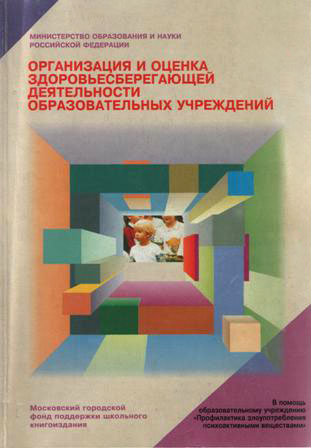 МИНИСТЕРСТВО ОБРАЗОВАНИЯ И НАУКИ
РОССИЙСКОЙ ФЕДЕРАЦИИ
ОРГАНИЗАЦИЯ И ОЦЕНКА
ЗДОРОВЬЕСБЕРЕГАЮЩЕЙ
ДЕЯТЕЛЬНОСТИ
ОБРАЗОВАТЕЛЬНЫХ УЧРЕЖДЕНИЙ
Московский городской
фонд поддержки школьного
книгоиздания
В помощь
образовательному учреждению
«Профилактика злоупотребления
психоактивными веществами»